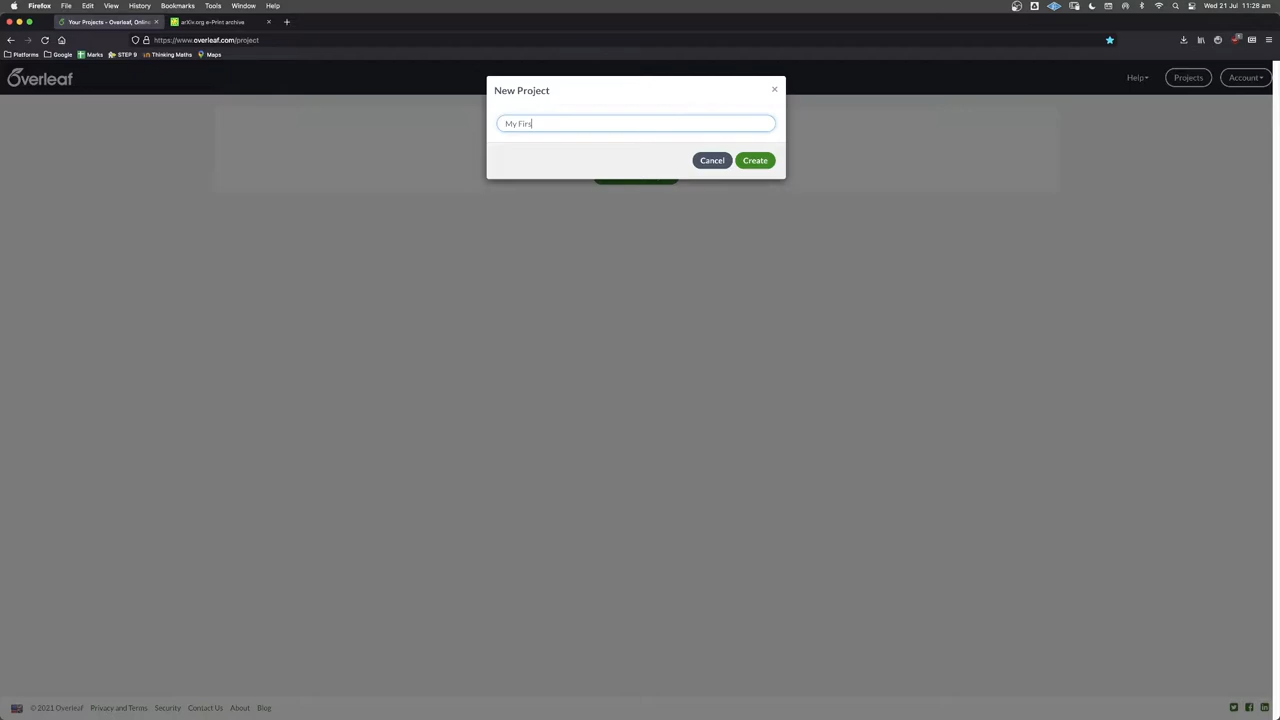 Firefox File Edit View History Bookmarks Tools Window Help Wed 21 Jul 11:28 am
Your Projects - Overleaf, Online arXiv.org e-Print archive
https://www.overleaf.com/project
Platforms Google Marks STEP 9 Thinking Maths Maps
Overleaf Help Projects Account
New Project
My Firs
Cancel Create
© 2021 Overleaf Privacy and Terms Security Contact Us About Blog